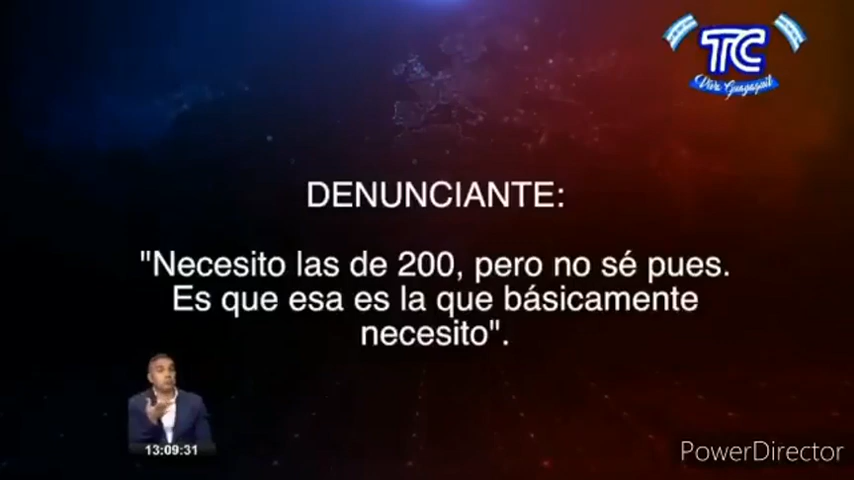 TC
Viva Guayaquil
DENUNCIANTE:
"Necesito las de 200, pero no sé pues.
Es que esa es la que básicamente
necesito".
13:09:31
PowerDirector